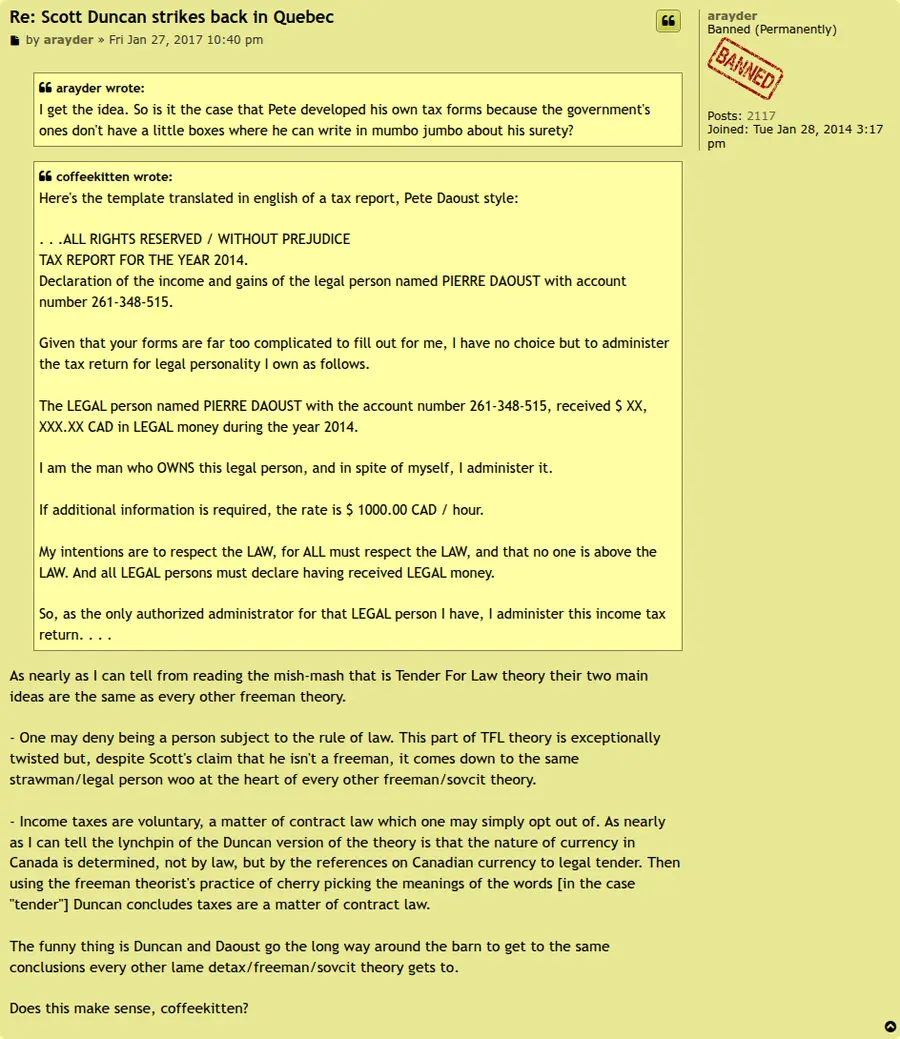 Re: Scott Duncan strikes back in Quebec
by arayder » Fri Jan 27, 2017 10:40 pm
arayder wrote:
I get the idea. So is it the case that Pete developed his own tax forms because the government's
ones don't have a little boxes where he can write in mumbo jumbo about his surety?
coffeekitten wrote:
Here's the template translated in english of a tax report, Pete Daoust style:
. . .ALL RIGHTS RESERVED / WITHOUT PREJUDICE
TAX REPORT FOR THE YEAR 2014.
Declaration of the income and gains of the legal person named PIERRE DAOUST with account
number 261-348-515.
Given that your forms are far too complicated to fill out for me, I have no choice but to administer
the tax return for legal personality I own as follows.
The LEGAL person named PIERRE DAOUST with the account number 261-348-515, received $ XX,
XXX.XX CAD in LEGAL money during the year 2014.
I am the man who OWNS this legal person, and in spite of myself, I administer it.
If additional information is required, the rate is $ 1000.00 CAD / hour.
My intentions are to respect the LAW, for ALL must respect the LAW, and that no one is above the
LAW. And all LEGAL persons must declare having received LEGAL money.
So, as the only authorized administrator for that LEGAL person I have, I administer this income tax
return. . . .
As nearly as I can tell from reading the mish-mash that is Tender For Law theory their two main
ideas are the same as every other freeman theory.
- One may deny being a person subject to the rule of law. This part of TFL theory is exceptionally
twisted but, despite Scott's claim that he isn't a freeman, it comes down to the same
strawman/legal person woo at the heart of every other freeman/sovcit theory.
- Income taxes are voluntary, a matter of contract law which one may simply opt out of. As nearly
as I can tell the lynchpin of the Duncan version of the theory is that the nature of currency in
Canada is determined, not by law, but by the references on Canadian currency to legal tender. Then
using the freeman theorist's practice of cherry picking the meanings of the words [in the case
"tender"] Duncan concludes taxes are a matter of contract law.
The funny thing is Duncan and Daoust go the long way around the barn to get to the same
conclusions every other lame detax/freeman/sovcit theory gets to.
Does this make sense, coffeekitten?
arayder
Banned (Permanently)
BANNED
Posts: 2117
Joined: Tue Jan 28, 2014 3:17
pm